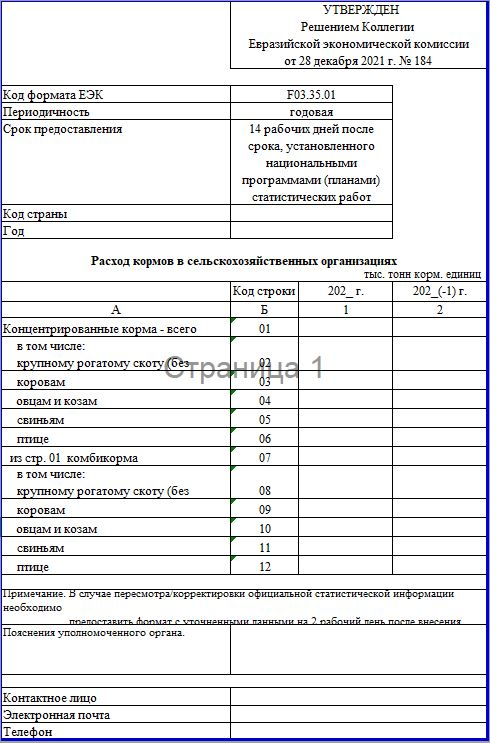 УТВЕРЖДЕН
Решением Коллегии
Евразийской экономической комиссии
от 28 декабря 2021 г. № 184
Код формата ЕЭК F03.35.01
Периодичность годовая
Срок предоставления 14 рабочих дней после
срока, установленного
национальными
программами (планами)
статистических работ
Код страны
Год
Расход кормов в сельскохозяйственных организациях
тыс. тонн корм. единиц
Код строки 202_ г. 202_(-1) г.
А Б 1 2
Концентрированные корма - всего 01
в том числе:
крупному рогатому скоту (без 02
Страница 1
коровам 03
овцам и козам 04
свиньям 05
птице 06
из стр. 01 комбикорма 07
в том числе:
крупному рогатому скоту (без 08
коровам 09
овцам и козам 10
свиньям 11
птице 12
Примечание. В случае пересмотра/корректировки официальной статистической информации
необходимо
предоставить формат с уточненными данными на 2 рабочий день после внесения
Пояснения уполномоченного органа.
Контактное лицо
Электронная почта
Телефон